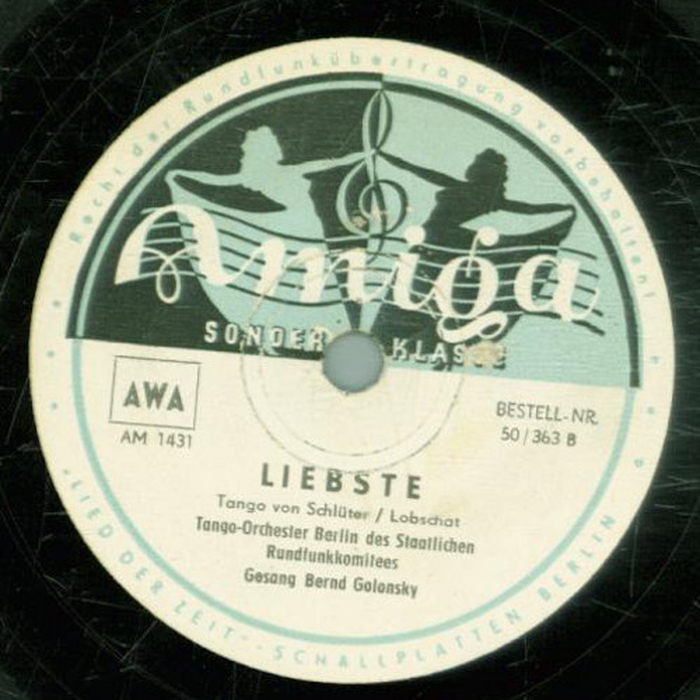 Recht der Rundfunkübertragung vorbehalten!
Amiga
SONDER KLASSE
AWA
AM 1431
BESTELL-NR.
50/363 B
LIEBSTE
Tango von Schlüter / Lobschat
Tango-Orchester Berlin des Staatlichen
Rundfunkkomitees
Gesang Bernd Golonsky
„LIED DER ZEIT"-SCHALLPLATTEN BERLIN